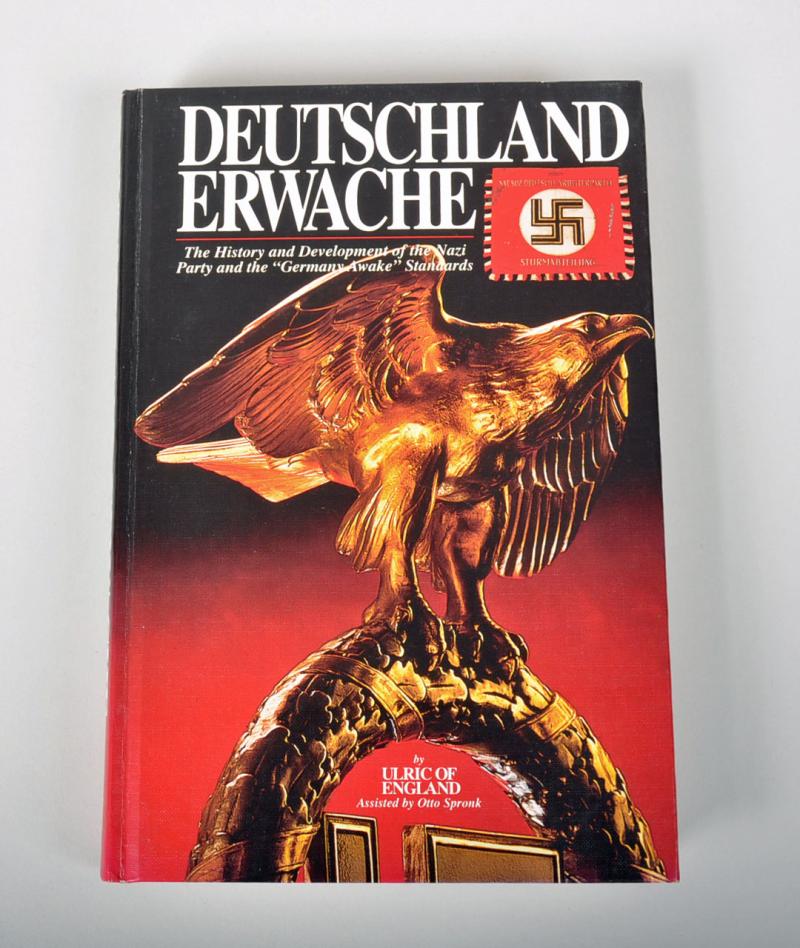 DEUTSCHLAND
ERWACHE
The History and Development of the Nazi
Party and the “Germany Awake” Standards
STURMABTEILUNG
by
ULRIC OF
ENGLAND
Assisted by Otto Spronk